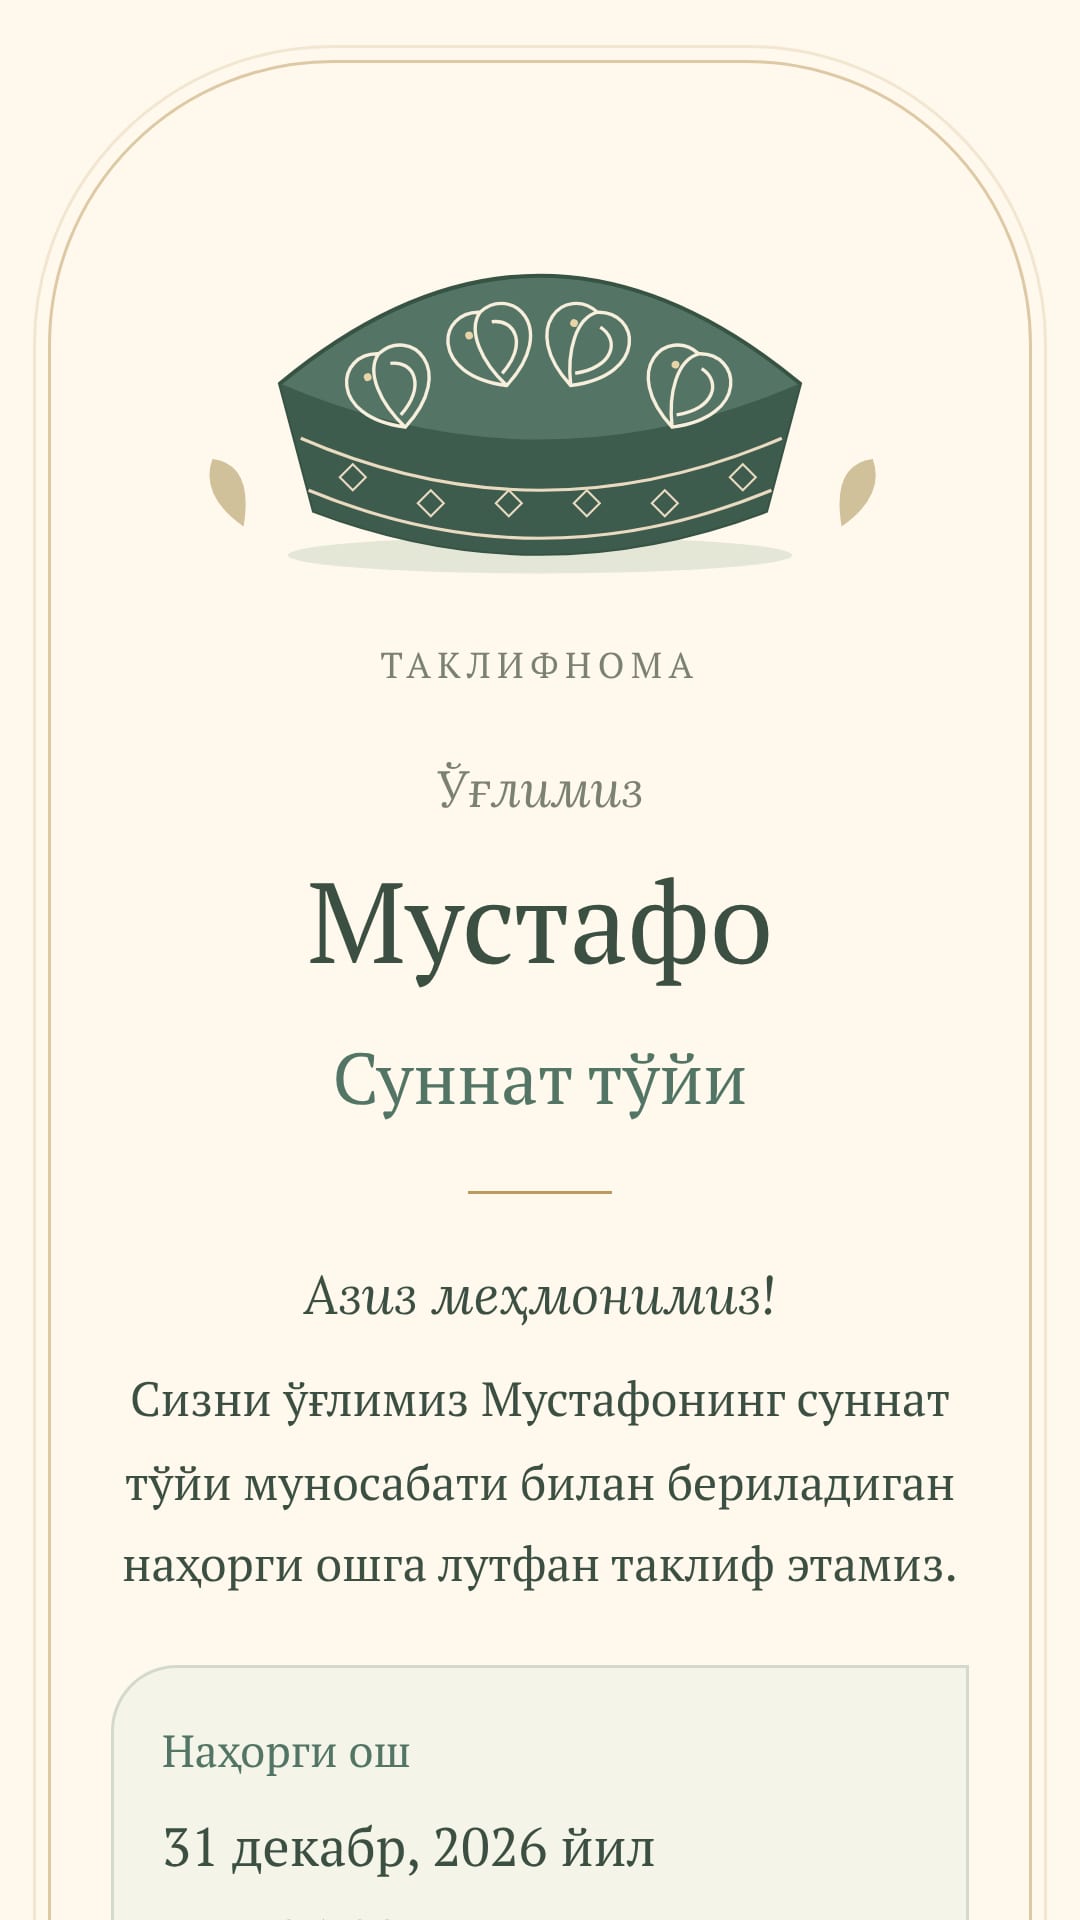 ТАКЛИФНОМА
Ўғлимиз
Мустафо
Суннат тўйи
Азиз меҳмонимиз!
Сизни ўғлимиз Мустафонинг суннат
тўйи муносабати билан бериладиган
наҳорги ошга лутфан таклиф этамиз.
Наҳорги ош
31 декабр, 2026 йил